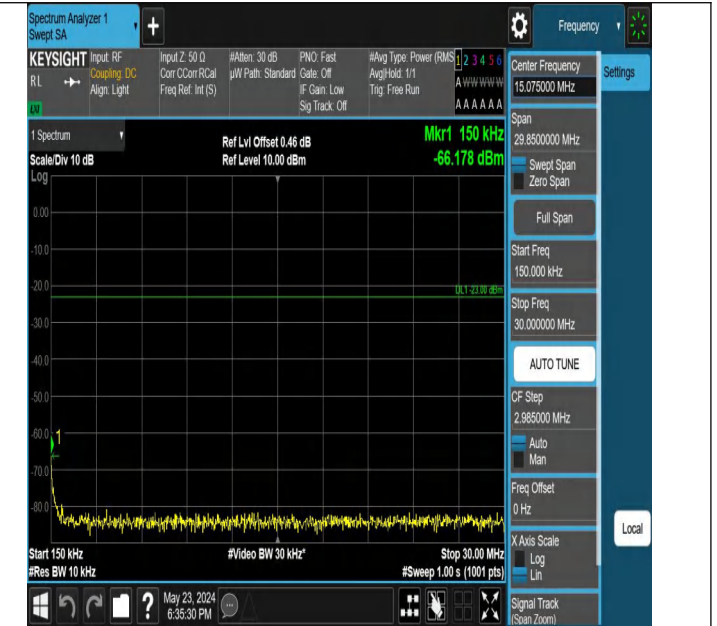 Spectrum Analyzer 1
Swept SA
+
Frequency
KEYSIGHT
RL
LXI
Input: RF
Coupling: DC
Align: Light
Input Z: 50 Ω
Corr CCorr RCal
Freq Ref: Int (S)
#Atten: 30 dB
µW Path: Standard
PNO: Fast
Gate: Off
IF Gain: Low
Sig Track: Off
#Avg Type: Power (RMS
Avg|Hold: 1/1
Trig: Free Run
1 2 3 4 5 6
A W W W W W
A A A A A A
1 Spectrum
Scale/Div 10 dB
Log
Ref Lvl Offset 0.46 dB
Ref Level 10.00 dBm
Mkr1 150 kHz
-66.178 dBm
0.00
-10.0
-20.0
DL1 -23.00 dBm
-30.0
-40.0
-50.0
-60.0
1
-70.0
-80.0
Start 150 kHz
#Res BW 10 kHz
#Video BW 30 kHz*
Stop 30.00 MHz
#Sweep 1.00 s (1001 pts)
?
May 23, 2024
6:35:30 PM
Center Frequency
15.075000 MHz
Settings
Span
29.8500000 MHz
Swept Span
Zero Span
Full Span
Start Freq
150.000 kHz
Stop Freq
30.000000 MHz
AUTO TUNE
CF Step
2.985000 MHz
Auto
Man
Freq Offset
0 Hz
X Axis Scale
Log
Lin
Signal Track
(Span Zoom)
Local